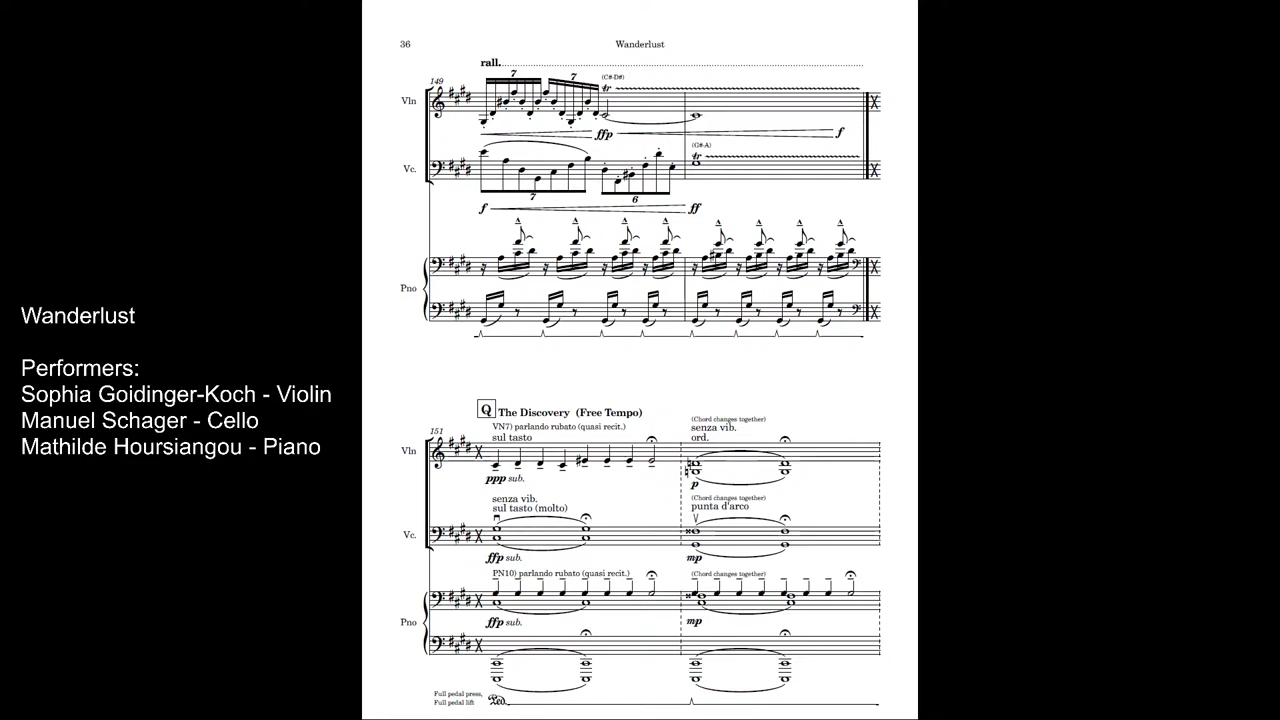 Wanderlust
Performers:
Sophia Goidinger-Koch - Violin
Manuel Schager - Cello
Mathilde Hoursiangou - Piano
36
Wanderlust
rall.
149
7
7
(C#-D#)
tr
Vln
ffp
f
(G#-A)
tr
Vc.
7
6
f
ff
Pno
Q
The Discovery (Free Tempo)
(Chord changes together)
VN7) parlando rubato (quasi recit.)
senza vib.
151
sul tasto
ord.
Vln
ppp sub.
p
senza vib.
(Chord changes together)
sul tasto (molto)
punta d'arco
Vc.
ffp sub.
mp
PN10) parlando rubato (quasi recit.)
(Chord changes together)
Pno
ffp sub.
mp
Full pedal press,
Full pedal lift
Ped.